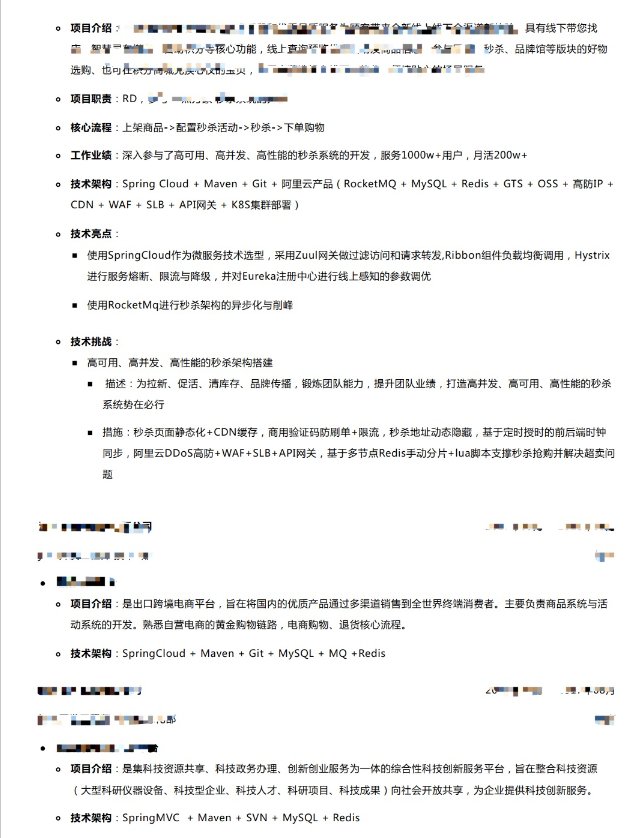 项目介绍：具有线下带您找
等核心功能，线上查询 秒杀、品牌馆等版块的好物
选购、也可在积分商城兑换心仪的宝贝，
项目职责：RD，
核心流程：上架商品->配置秒杀活动->秒杀->下单购物
工作业绩：深入参与了高可用、高并发、高性能的秒杀系统的开发，服务1000w+用户，月活200w+
技术架构：Spring Cloud + Maven + Git + 阿里云产品（RocketMQ + MySQL + Redis + GTS + OSS + 高防IP +
CDN + WAF + SLB + API网关 + K8S集群部署）
技术亮点：
使用SpringCloud作为微服务技术选型，采用Zuul网关做过滤访问和请求转发,Ribbon组件负载均衡调用，Hystrix
进行服务熔断、限流与降级，并对Eureka注册中心进行线上感知的参数调优
使用RocketMq进行秒杀架构的异步化与削峰
技术挑战：
高可用、高并发、高性能的秒杀架构搭建
描述：为拉新、促活、清库存、品牌传播，锻炼团队能力，提升团队业绩，打造高并发、高可用、高性能的秒杀
系统势在必行
措施：秒杀页面静态化+CDN缓存，商用验证码防刷单+限流，秒杀地址动态隐藏，基于定时授时的前后端时钟
同步，阿里云DDoS高防+WAF+SLB+API网关，基于多节点Redis手动分片+lua脚本支撑秒杀抢购并解决超卖问
题
项目介绍：是出口跨境电商平台，旨在将国内的优质产品通过多渠道销售到全世界终端消费者。主要负责商品系统与活
动系统的开发。熟悉自营电商的黄金购物链路，电商购物、退货核心流程。
技术架构：SpringCloud + Maven + Git + MySQL + MQ +Redis
项目介绍：是集科技资源共享、科技政务办理、创新创业服务为一体的综合性科技创新服务平台，旨在整合科技资源
（大型科研仪器设备、科技型企业、科技人才、科研项目、科技成果）向社会开放共享，为企业提供科技创新服务。
技术架构：SpringMVC + Maven + SVN + MySQL + Redis